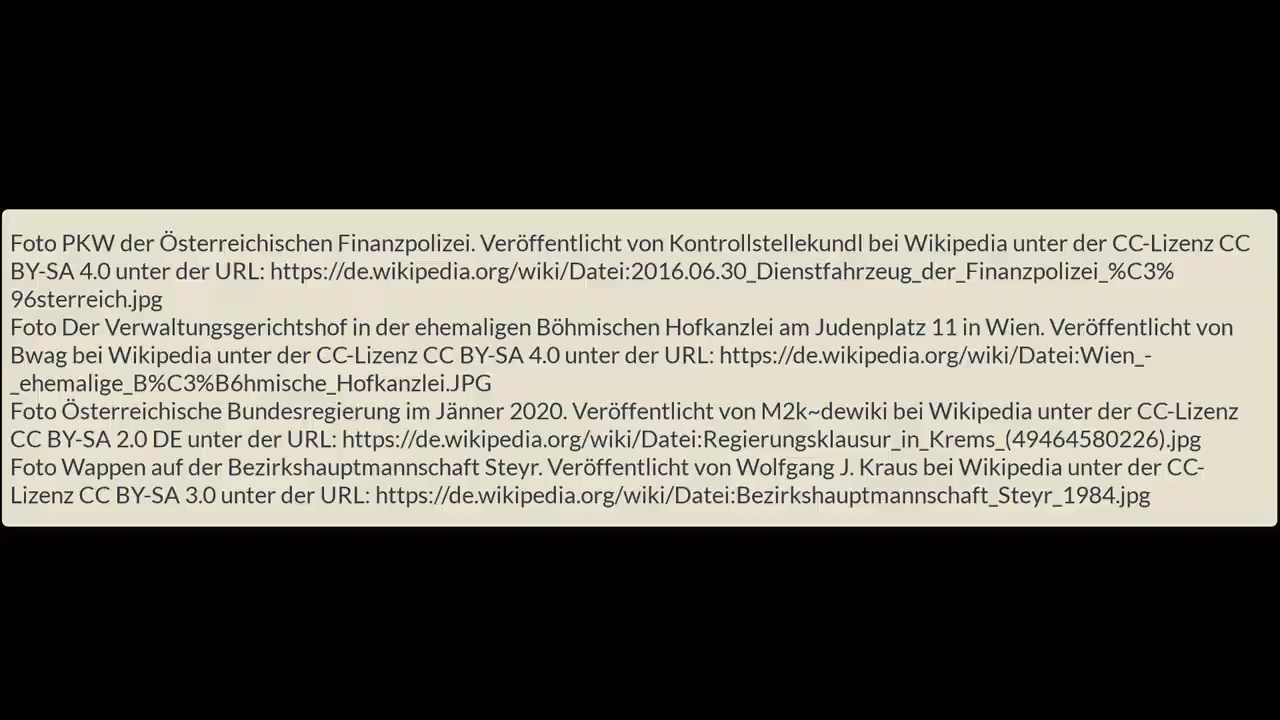 Foto PKW der Österreichischen Finanzpolizei. Veröffentlicht von Kontrollstellekundl bei Wikipedia unter der CC-Lizenz CC
BY-SA 4.0 unter der URL: https://de.wikipedia.org/wiki/Datei:2016.06.30_Dienstfahrzeug_der_Finanzpolizei_%C3%
96sterreich.jpg
Foto Der Verwaltungsgerichtshof in der ehemaligen Böhmischen Hofkanzlei am Judenplatz 11 in Wien. Veröffentlicht von
Bwag bei Wikipedia unter der CC-Lizenz CC BY-SA 4.0 unter der URL: https://de.wikipedia.org/wiki/Datei:Wien_-
_ehemalige_B%C3%B6hmische_Hofkanzlei.JPG
Foto Österreichische Bundesregierung im Jänner 2020. Veröffentlicht von M2k~dewiki bei Wikipedia unter der CC-Lizenz
CC BY-SA 2.0 DE unter der URL: https://de.wikipedia.org/wiki/Datei:Regierungsklausur_in_Krems_(49464580226).jpg
Foto Wappen auf der Bezirkshauptmannschaft Steyr. Veröffentlicht von Wolfgang J. Kraus bei Wikipedia unter der CC-
Lizenz CC BY-SA 3.0 unter der URL: https://de.wikipedia.org/wiki/Datei:Bezirkshauptmannschaft_Steyr_1984.jpg